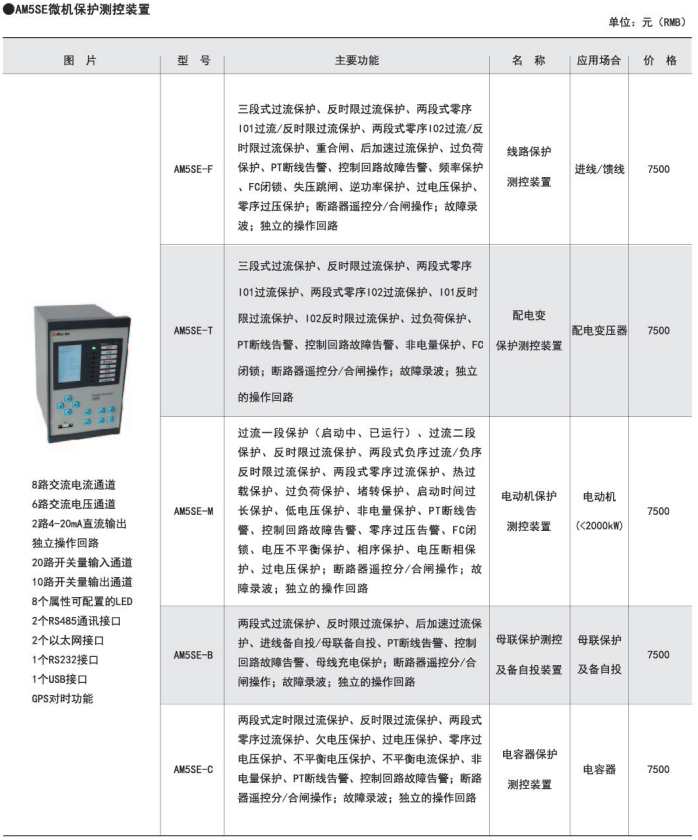 ●AM5SE微机保护测控装置
单位：元（RMB）
图 片
型 号
主要功能
名 称
应用场合
价 格
8路交流电流通道
6路交流电压通道
2路4-20mA直流输出
独立操作回路
20路开关量输入通道
10路开关量输出通道
8个属性可配置的LED
2个RS485通讯接口
2个以太网接口
1个RS232接口
1个USB接口
GPS对时功能
AM5SE-F
三段式过流保护、反时限过流保护、两段式零序
IO1过流/反时限过流保护、两段式零序IO2过流/反
时限过流保护、重合闸、后加速过流保护、过负荷
保护、PT断线告警、控制回路故障告警、频率保护
、FC闭锁、失压跳闸、逆功率保护、过电压保护、
零序过压保护；断路器遥控分/合闸操作；故障录
波；独立的操作回路
线路保护
测控装置
进线/馈线
7500
AM5SE-T
三段式过流保护、反时限过流保护、两段式零序
IO1过流保护、两段式零序IO2过流保护、IO1反时
限过流保护、IO2反时限过流保护、过负荷保护、
PT断线告警、控制回路故障告警、非电量保护、FC
闭锁；断路器遥控分/合闸操作；故障录波；独立
的操作回路
配电变
保护测控装置
配电变压器
7500
AM5SE-M
过流一段保护（启动中、已运行）、过流二段
保护、反时限过流保护、两段式负序过流/负序
反时限过流保护、两段式零序过流保护、热过
载保护、过负荷保护、堵转保护、启动时间过
长保护、低电压保护、非电量保护、PT断线告
警、控制回路故障告警、零序过压告警、FC闭
锁、电压不平衡保护、相序保护、电压断相保
护、过电压保护；断路器遥控分/合闸操作；故
障录波；独立的操作回路
电动机保护
测控装置
电动机
(<2000kW)
7500
AM5SE-B
两段式过流保护、反时限过流保护、后加速过流保
护、进线备自投/母联备自投、PT断线告警、控制
回路故障告警、母线充电保护；断路器遥控分/合
闸操作；故障录波；独立的操作回路
母联保护测控
及备自投装置
母联保护
及备自投
7500
AM5SE-C
两段式定时限过流保护、反时限过流保护、两段式
零序过流保护、欠电压保护、过电压保护、零序过
电压保护、不平衡电压保护、不平衡电流保护、非
电量保护、PT断线告警、控制回路故障告警；断路
器遥控分/合闸操作；故障录波；独立的操作回路
电容器保护
测控装置
电容器
7500